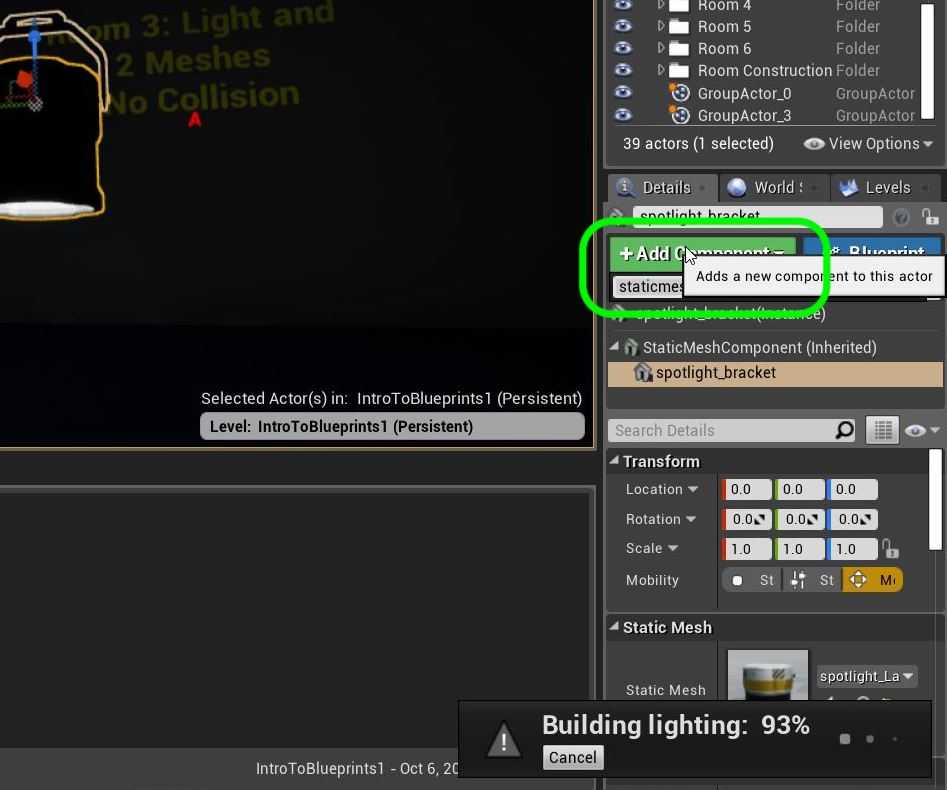 Room 3: Light and
2 Meshes
No Collision
A
Room 4 Folder
Room 5 Folder
Room 6 Folder
Room Construction Folder
GroupActor_0 GroupActor
GroupActor_3 GroupActor
39 actors (1 selected) View Options
Details World S Levels
spotlight_bracket
+ Add Component Blueprint
Adds a new component to this actor
staticmes
spotlight_bracket(Instance)
StaticMeshComponent (Inherited)
spotlight_bracket
Selected Actor(s) in: IntroToBlueprints1 (Persistent)
Level: IntroToBlueprints1 (Persistent)
Search Details
Transform
Location 0.0 0.0 0.0
Rotation 0.0 0.0 0.0
Scale 1.0 1.0 1.0
Mobility St St Mo
Static Mesh
Static Mesh spotlight_La
Building lighting: 93%
Cancel
IntroToBlueprints1 - Oct 6, 20